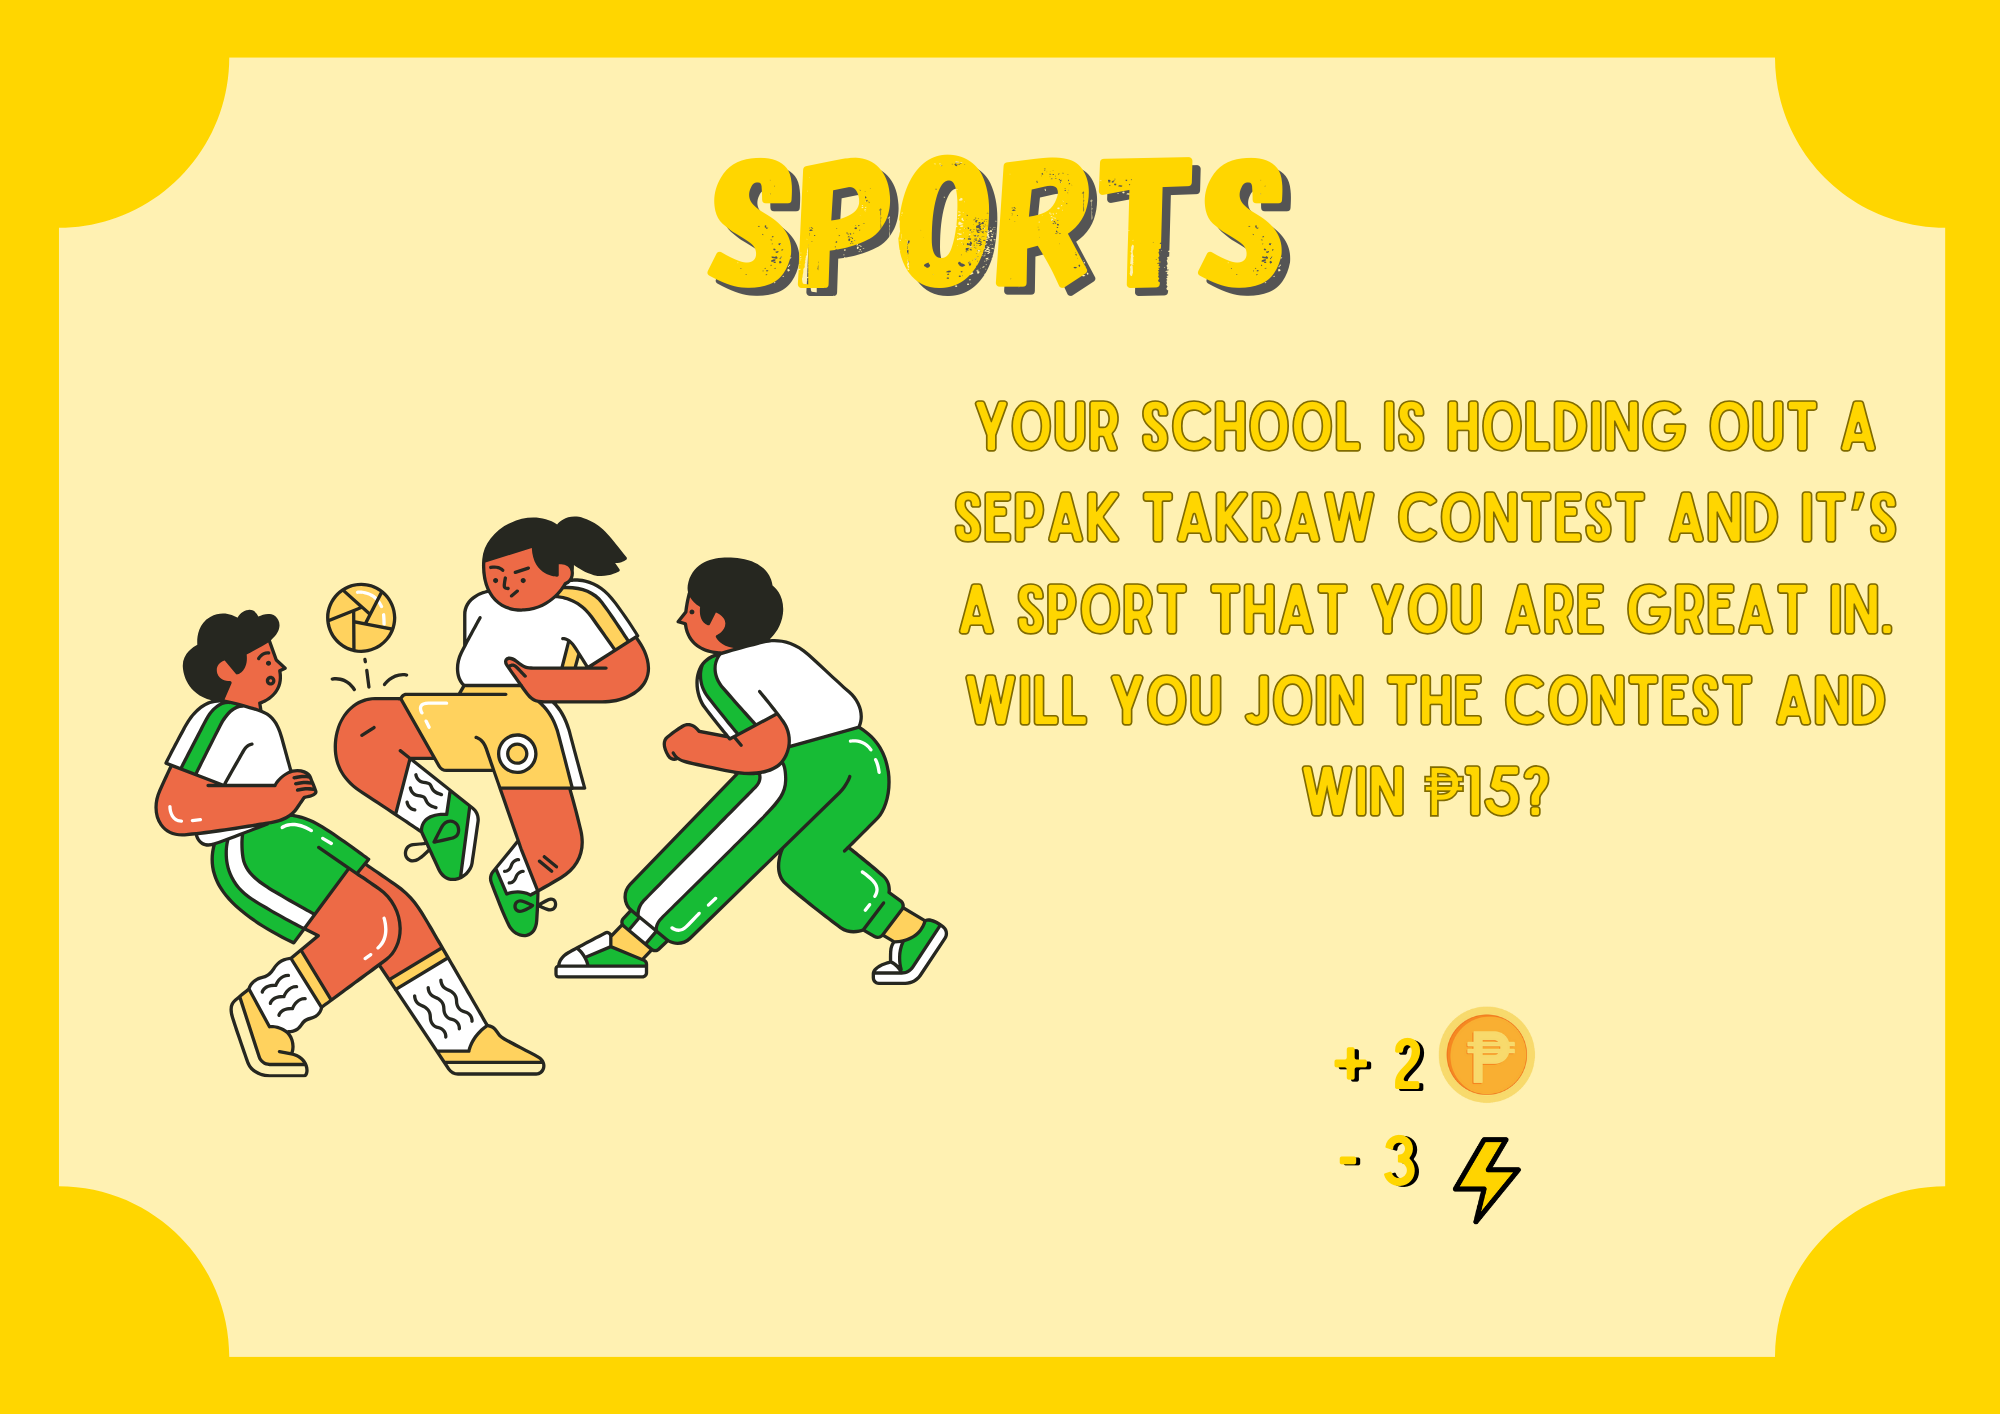 SPORTS
YOUR SCHOOL IS HOLDING OUT A
SEPAK TAKRAW CONTEST AND IT'S
A SPORT THAT YOU ARE GREAT IN.
WILL YOU JOIN THE CONTEST AND
WIN ₱15?
+ 2 ₱
- 3